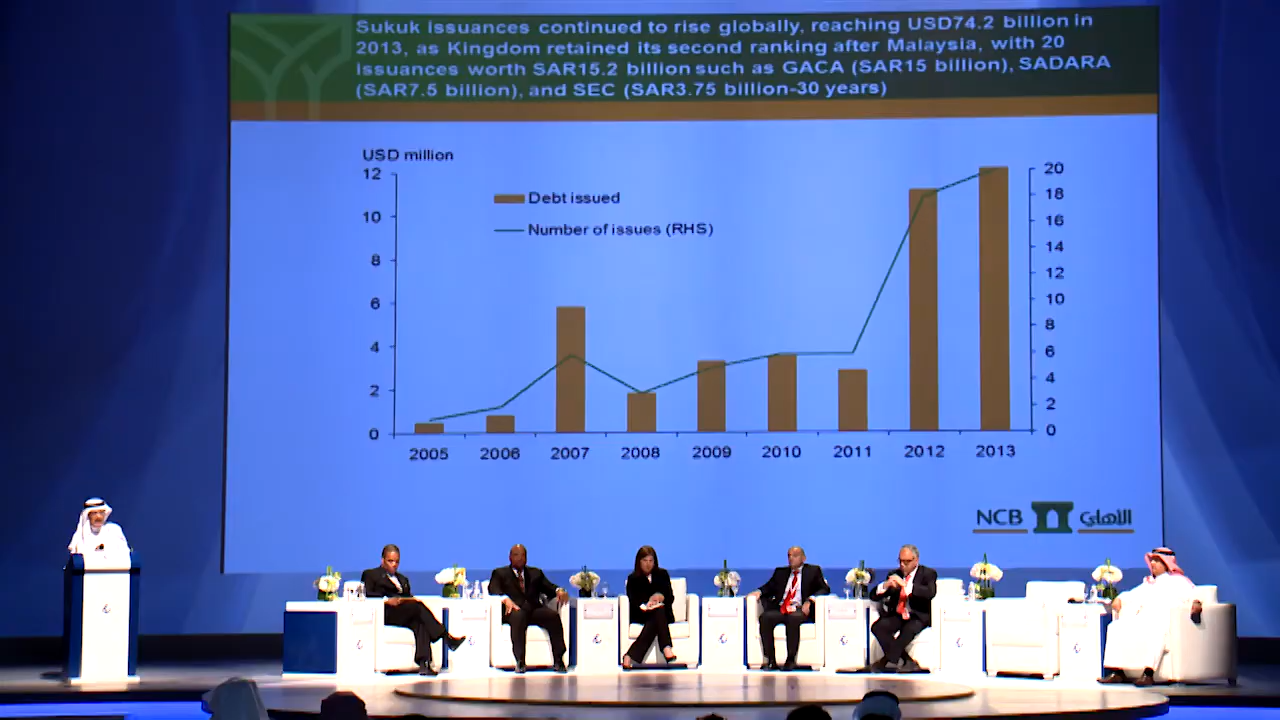 Sukuk issuances continued to rise globally, reaching USD74.2 billion in
2013, as Kingdom retained its second ranking after Malaysia, with 20
issuances worth SAR15.2 billion such as GACA (SAR15 billion), SADARA
(SAR7.5 billion), and SEC (SAR3.75 billion-30 years)
USD million
12
10
8
6
4
2
0
Debt issued
Number of issues (RHS)
20
18
16
14
12
10
8
6
4
2
0
2005 2006 2007 2008 2009 2010 2011 2012 2013
NCB الأهلي